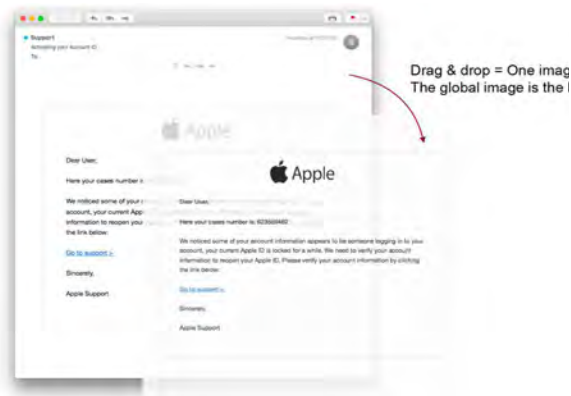 Support
Activating your Account ID
To:
Drag & drop = One imag
The global image is the l
Apple
Dear User,
Here your cases number i
We noticed some of your
account, your current App
information to reopen you
the link below:
Go to support >
Sincerely,
Apple Support
Apple
Dear User,
Here your cases number is:
We noticed some of your account information appears to be someone logging in to your
account, your current Apple ID is locked for a while. We need to verify your account
information to reopen your Apple ID. Please verify your account information by clicking
the link below:
Go to support >
Sincerely,
Apple Support